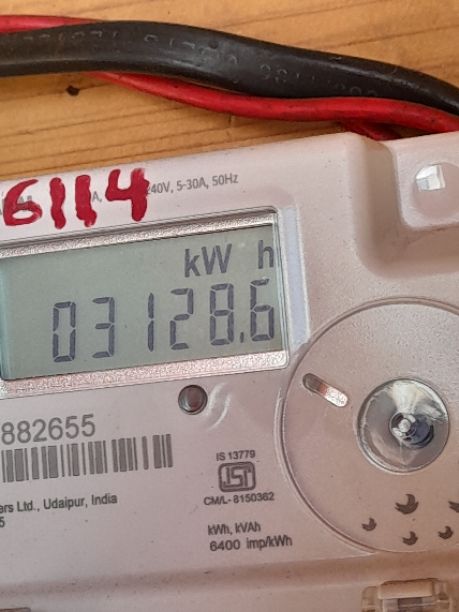 240V, 5-30A, 50Hz
6114
kW h
03128.6
882655
IS 13779
ISI
CM/L- 8150362
ers Ltd., Udaipur, India
5
kWh, kVAh
6400 imp/kWh